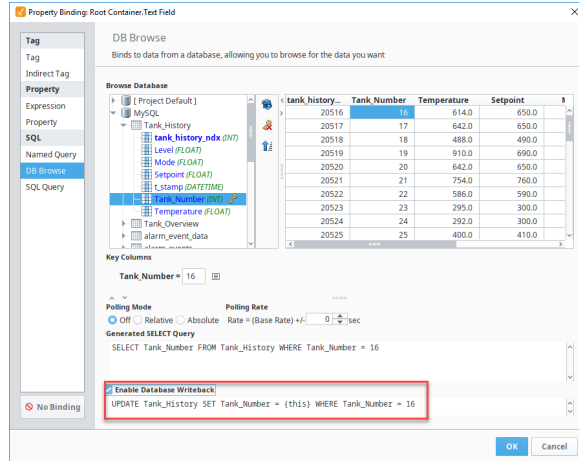 Property Binding: Root Container.Text Field
Tag
Tag
Indirect Tag
Property
Expression
Property
SQL
Named Query
DB Browse
SQL Query
No Binding
DB Browse
Binds to data from a database, allowing you to browse for the data you want
Browse Database
[ Project Default ]
MySQL
Tank_History
tank_history_ndx (INT)
Level (FLOAT)
Mode (FLOAT)
Setpoint (FLOAT)
t_stamp (DATETIME)
Tank_Number (INT)
Temperature (FLOAT)
Tank_Overview
alarm_event_data
alarm_events
tank_history... Tank_Number Temperature Setpoint
20516 16 614.0 650.0
20517 17 642.0 650.0
20518 18 488.0 490.0
20519 19 910.0 690.0
20520 20 642.0 650.0
20521 21 754.0 760.0
20522 22 586.0 590.0
20523 23 295.0 300.0
20524 24 292.0 300.0
20525 25 400.0 410.0
Key Columns
Tank_Number = 16
Polling Mode Polling Rate
Off Relative Absolute Rate = (Base Rate) +/- 0 sec
Generated SELECT Query
SELECT Tank_Number FROM Tank_History WHERE Tank_Number = 16
Enable Database Writeback
UPDATE Tank_History SET Tank_Number = {this} WHERE Tank_Number = 16
OK Cancel